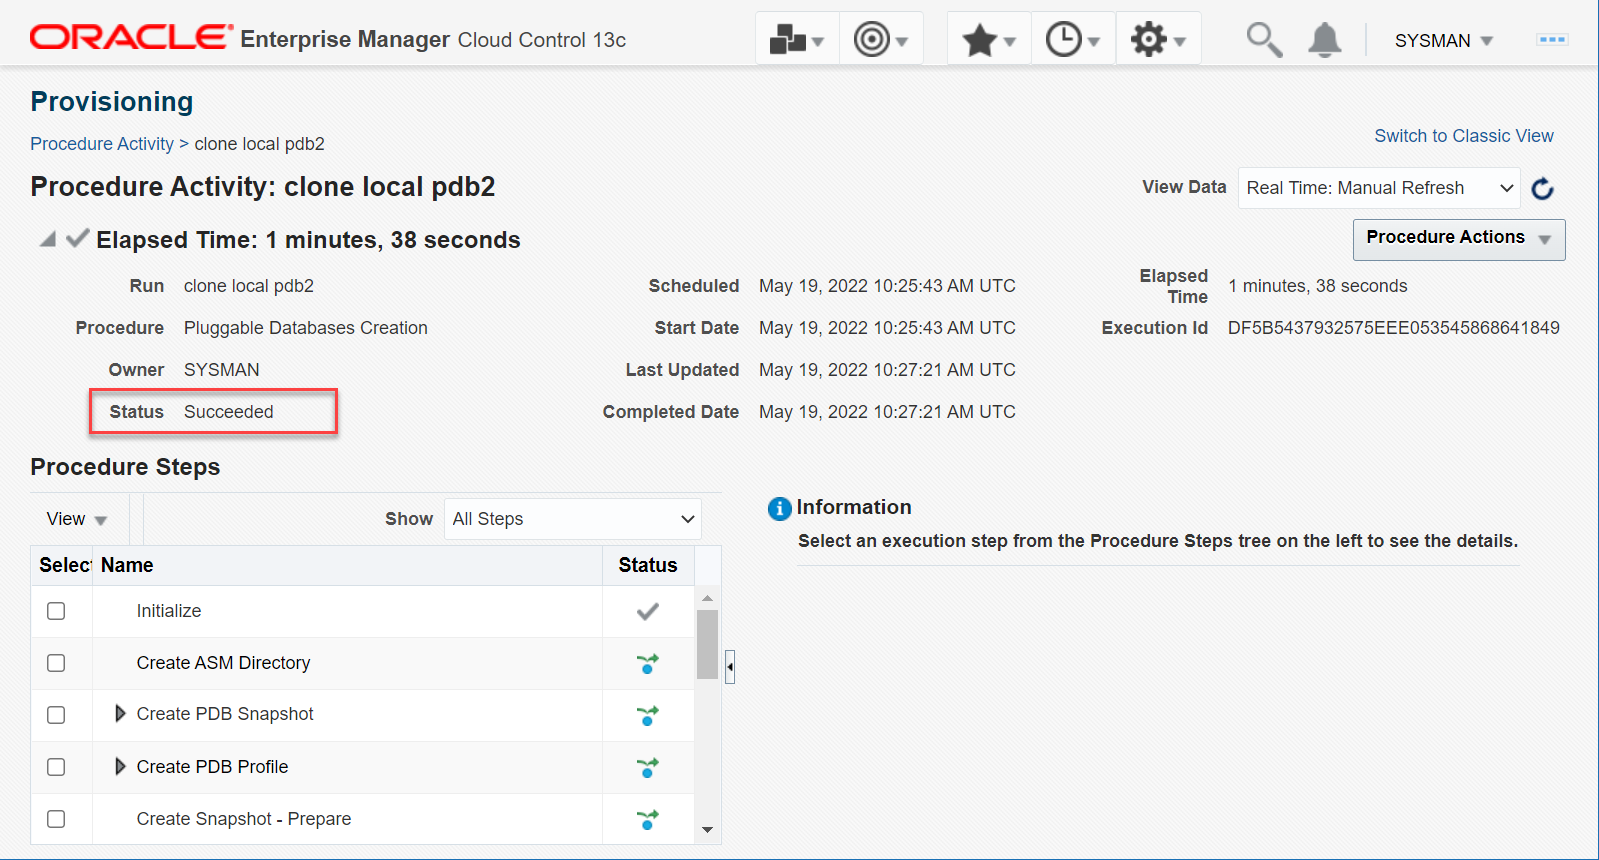 ORACLE Enterprise Manager Cloud Control 13c
SYSMAN
Provisioning
Procedure Activity > clone local pdb2
Switch to Classic View
Procedure Activity: clone local pdb2
View Data Real Time: Manual Refresh
Elapsed Time: 1 minutes, 38 seconds
Procedure Actions
Run clone local pdb2
Procedure Pluggable Databases Creation
Owner SYSMAN
Status Succeeded
Scheduled May 19, 2022 10:25:43 AM UTC
Start Date May 19, 2022 10:25:43 AM UTC
Last Updated May 19, 2022 10:27:21 AM UTC
Completed Date May 19, 2022 10:27:21 AM UTC
Elapsed
Time 1 minutes, 38 seconds
Execution Id DF5B5437932575EEE053545868641849
Procedure Steps
View
Show All Steps
Select Name Status
Initialize
Create ASM Directory
Create PDB Snapshot
Create PDB Profile
Create Snapshot - Prepare
Information
Select an execution step from the Procedure Steps tree on the left to see the details.